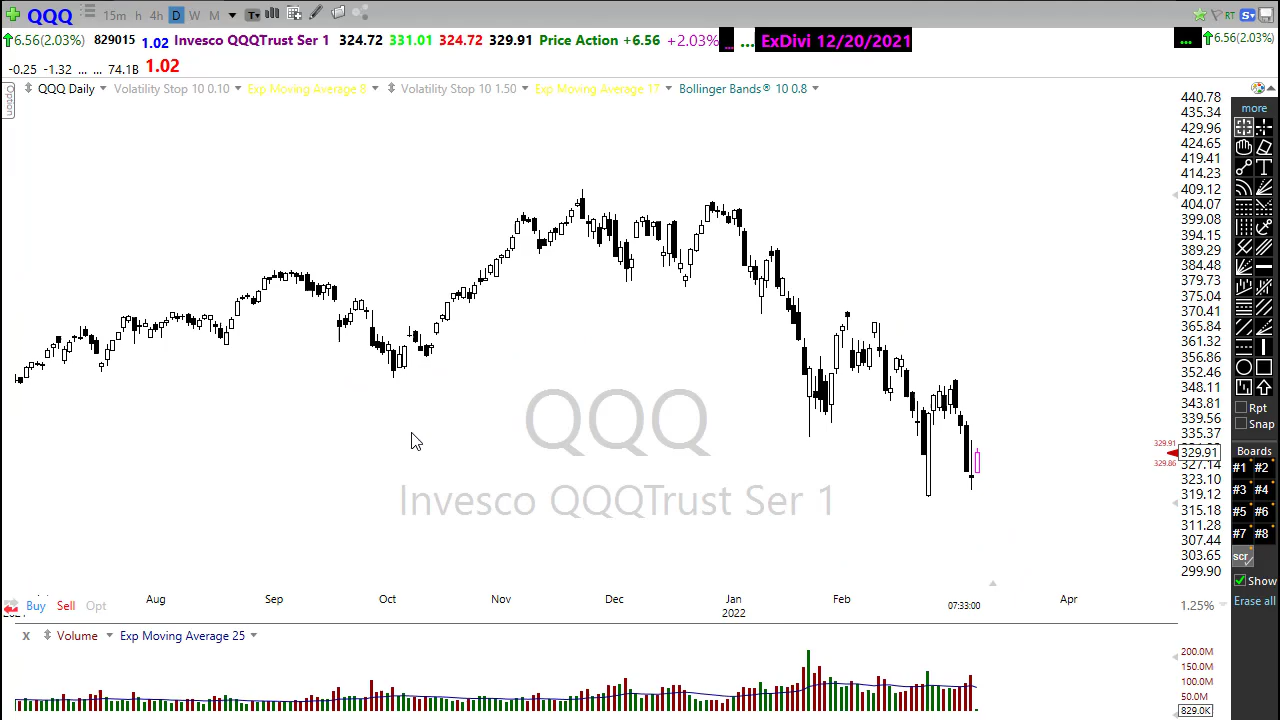 QQQ 15m h 4h D W M T RT S 6.56(2.03%)
6.56(2.03%) 829015 1.02 Invesco QQQTrust Ser 1 324.72 331.01 324.72 329.91 Price Action +6.56 +2.03% ... ... ExDivi 12/20/2021 ...
-0.25 -1.32 ... ... 74.1B 1.02
Option
QQQ Daily Volatility Stop 10 0.10 Exp Moving Average 8 Volatility Stop 10 1.50 Exp Moving Average 17 Bollinger Bands® 10 0.8
440.78
435.34
429.96
424.65
419.41
414.23
409.12
404.07
399.08
394.15
389.29
384.48
379.73
375.04
370.41
365.84
361.32
356.86
352.46
348.11
343.81
339.56
335.37
329.91
329.91
329.86
327.14
323.10
319.12
315.18
311.28
307.44
303.65
299.90
more
Rpt
Snap
Boards
#1 #2
#3 #4
#5 #6
#7 #8
scr
Show
Erase all
QQQ
Invesco QQQTrust Ser 1
Aug Sep Oct Nov Dec Jan Feb Apr
2022
07:33:00
Buy Sell Opt
1.25%
X Volume Exp Moving Average 25
200.0M
150.0M
100.0M
50.0M
829.0K